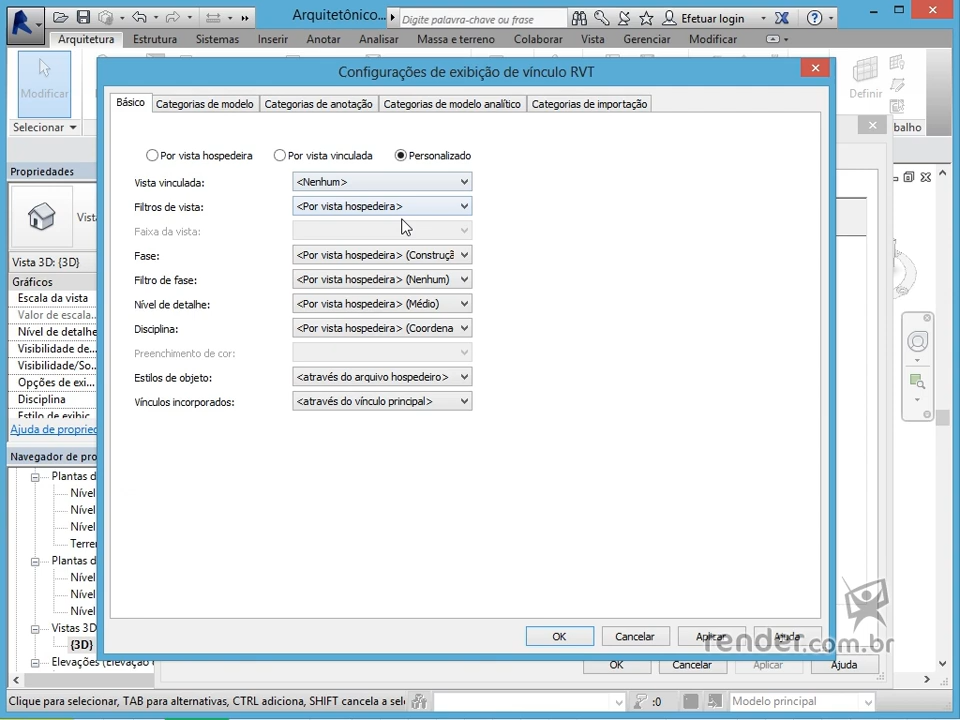 Arquitetônico...
Digite palavra-chave ou frase
Efetuar login
Arquitetura Estrutura Sistemas Inserir Anotar Analisar Massa e terreno Colaborar Vista Gerenciar Modificar
Modificar
Definir
Selecionar
balho
Configurações de exibição de vínculo RVT
Básico Categorias de modelo Categorias de anotação Categorias de modelo analítico Categorias de importação
Por vista hospedeira Por vista vinculada Personalizado
Vista vinculada: <Nenhum>
Filtros de vista: <Por vista hospedeira>
Faixa da vista:
Fase: <Por vista hospedeira> (Construçã
Filtro de fase: <Por vista hospedeira> (Nenhum)
Nível de detalhe: <Por vista hospedeira> (Médio)
Disciplina: <Por vista hospedeira> (Coordena
Preenchimento de cor:
Estilos de objeto: <através do arquivo hospedeiro>
Vínculos incorporados: <através do vínculo principal>
OK Cancelar Aplicar Ajuda
render.com.br
OK Cancelar Aplicar Ajuda
Propriedades
Vista
Vista 3D: {3D}
Gráficos
Escala da vista
Valor de escala...
Nível de detalhe
Visibilidade de...
Visibilidade/So...
Opções de exi...
Disciplina
Estilo de exibic
Ajuda de propried
Navegador de pro
Plantas d
Nível
Nível
Nível
Terre
Plantas d
Nível
Nível
Nível
Vistas 3D
{3D}
Elevações (Elevação
Clique para selecionar, TAB para alternativas, CTRL adiciona, SHIFT cancela a sel
:0
Modelo principal